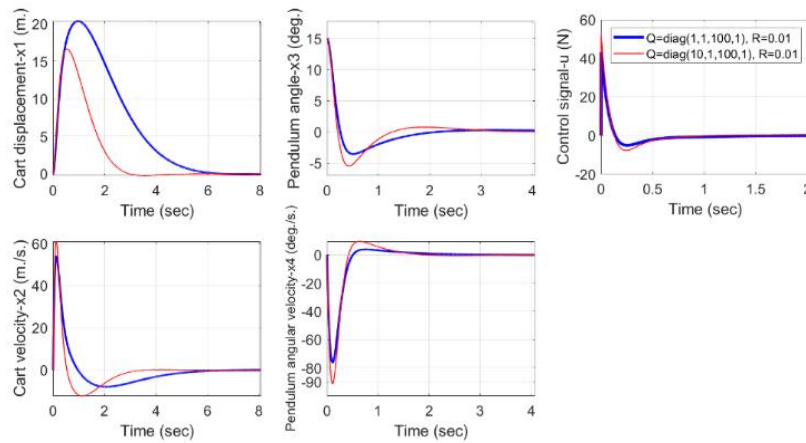 Cart displacement-x1 (m.)
20
15
10
5
0
0 2 4 6 8
Time (sec)
Pendulum angle-x3 (deg.)
15
10
5
0
-5
0 1 2 3 4
Time (sec)
Control signal-u (N)
60
40
20
0
-20
0 0.5 1 1.5 2
Time (sec)
Q=diag(1,1,100,1), R=0.01
Q=diag(10,1,100,1), R=0.01
Cart velocity-x2 (m./s.)
60
40
20
0
0 2 4 6 8
Time (sec)
Pendulum angular velocity-x4 (deg./s.)
0
-20
-40
-60
-80
-90
0 1 2 3 4
Time (sec)